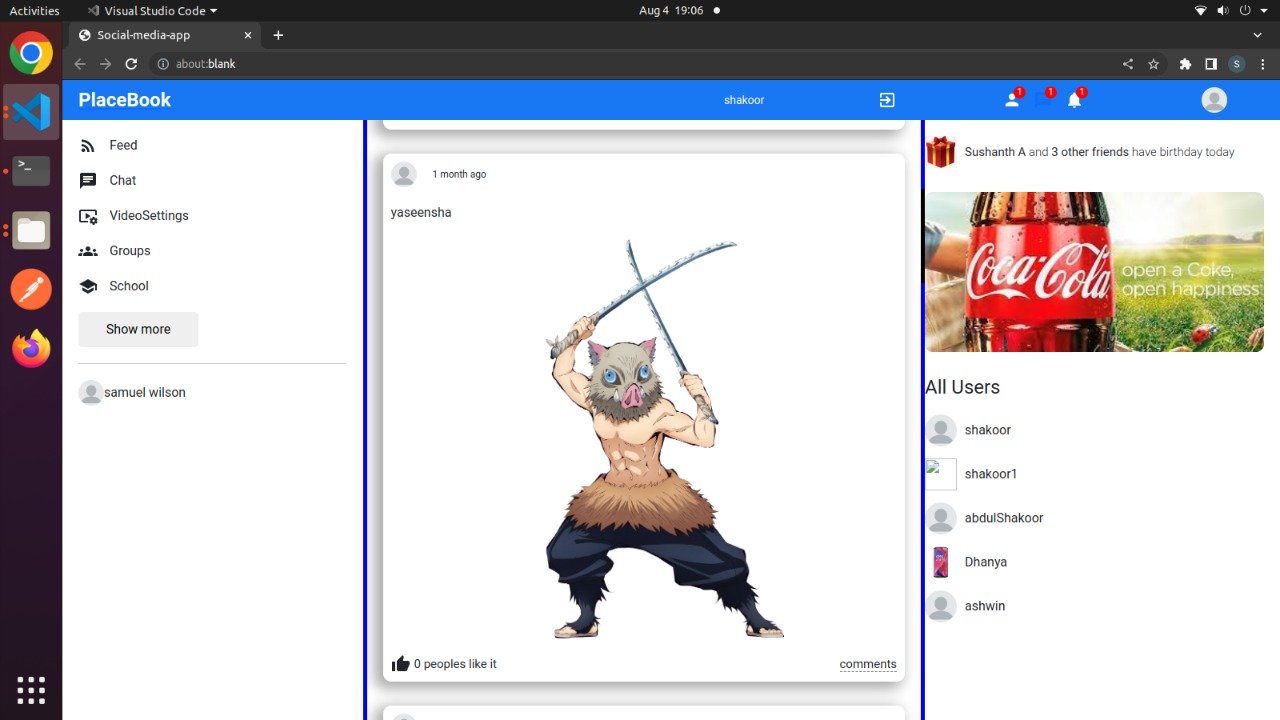 Activities
Visual Studio Code
Aug 4 19:06
Social-media-app
about:blank
S
PlaceBook
shakoor
1
1
1
Feed
Chat
VideoSettings
Groups
School
Show more
samuel wilson
1 month ago
yaseensha
0 peoples like it
comments
Sushanth A and 3 other friends have birthday today
Coca-Cola
open a Coke,
open happiness
All Users
shakoor
shakoor1
abdulShakoor
Dhanya
ashwin